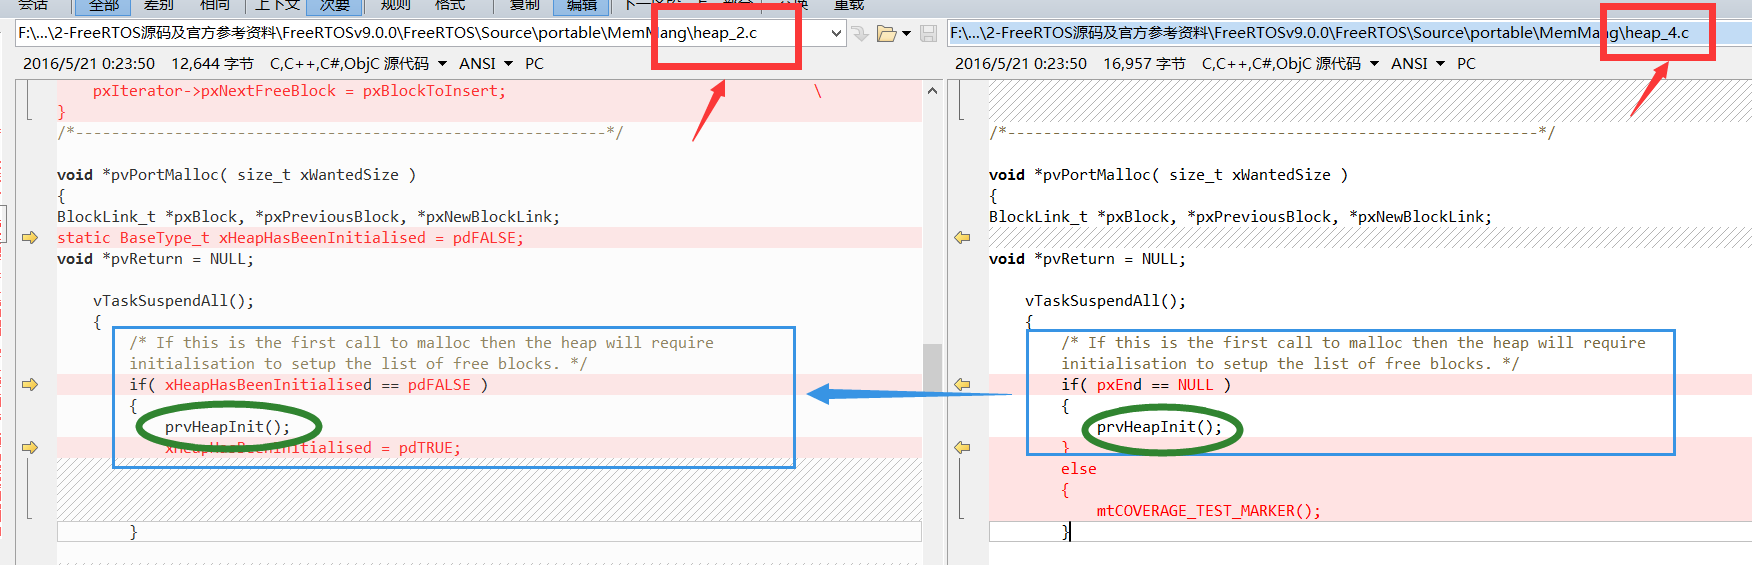 会话 全部 差别 相同 上下文 次要 规则 格式 复制 编辑
重载
F:\...\2-FreeRTOS源码及官方参考资料\FreeRTOSv9.0.0\FreeRTOS\Source\portable\MemMang\heap_2.c
2016/5/21 0:23:50 12,644 字节 C,C++,C#,ObjC 源代码 ANSI PC
pxIterator->pxNextFreeBlock = pxBlockToInsert; \
}
/*-----------------------------------------------------------*/
void *pvPortMalloc( size_t xWantedSize )
{
BlockLink_t *pxBlock, *pxPreviousBlock, *pxNewBlockLink;
static BaseType_t xHeapHasBeenInitialised = pdFALSE;
void *pvReturn = NULL;
vTaskSuspendAll();
{
/* If this is the first call to malloc then the heap will require
initialisation to setup the list of free blocks. */
if( xHeapHasBeenInitialised == pdFALSE )
{
prvHeapInit();
xHeapHasBeenInitialised = pdTRUE;
}
F:\...\2-FreeRTOS源码及官方参考资料\FreeRTOSv9.0.0\FreeRTOS\Source\portable\MemMang\heap_4.c
2016/5/21 0:23:50 16,957 字节 C,C++,C#,ObjC 源代码 ANSI PC
/*-----------------------------------------------------------*/
void *pvPortMalloc( size_t xWantedSize )
{
BlockLink_t *pxBlock, *pxPreviousBlock, *pxNewBlockLink;
void *pvReturn = NULL;
vTaskSuspendAll();
{
/* If this is the first call to malloc then the heap will require
initialisation to setup the list of free blocks. */
if( pxEnd == NULL )
{
prvHeapInit();
}
else
{
mtCOVERAGE_TEST_MARKER();
}